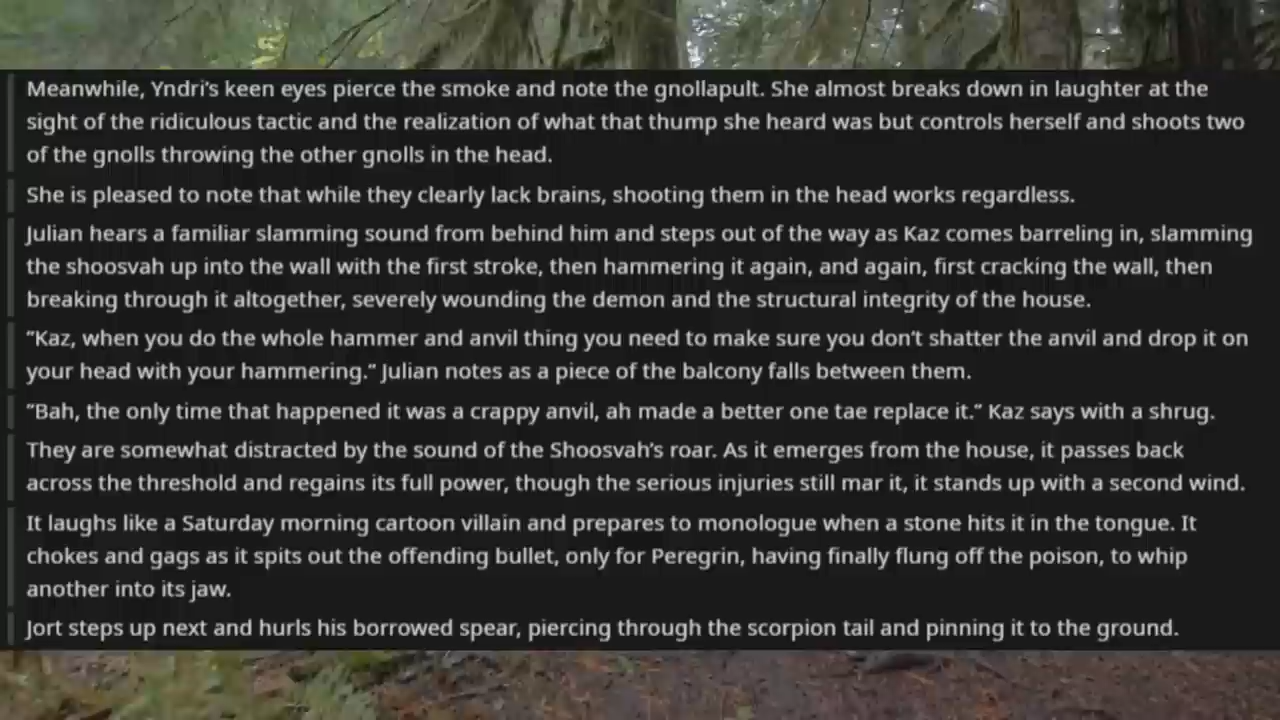 Meanwhile, Yndri’s keen eyes pierce the smoke and note the gnollapult. She almost breaks down in laughter at the
sight of the ridiculous tactic and the realization of what that thump she heard was but controls herself and shoots two
of the gnolls throwing the other gnolls in the head.
She is pleased to note that while they clearly lack brains, shooting them in the head works regardless.
Julian hears a familiar slamming sound from behind him and steps out of the way as Kaz comes barreling in, slamming
the shoosvah up into the wall with the first stroke, then hammering it again, and again, first cracking the wall, then
breaking through it altogether, severely wounding the demon and the structural integrity of the house.
“Kaz, when you do the whole hammer and anvil thing you need to make sure you don’t shatter the anvil and drop it on
your head with your hammering.” Julian notes as a piece of the balcony falls between them.
“Bah, the only time that happened it was a crappy anvil, ah made a better one tae replace it.” Kaz says with a shrug.
They are somewhat distracted by the sound of the Shoosvah’s roar. As it emerges from the house, it passes back
across the threshold and regains its full power, though the serious injuries still mar it, it stands up with a second wind.
It laughs like a Saturday morning cartoon villain and prepares to monologue when a stone hits it in the tongue. It
chokes and gags as it spits out the offending bullet, only for Peregrin, having finally flung off the poison, to whip
another into its jaw.
Jort steps up next and hurls his borrowed spear, piercing through the scorpion tail and pinning it to the ground.